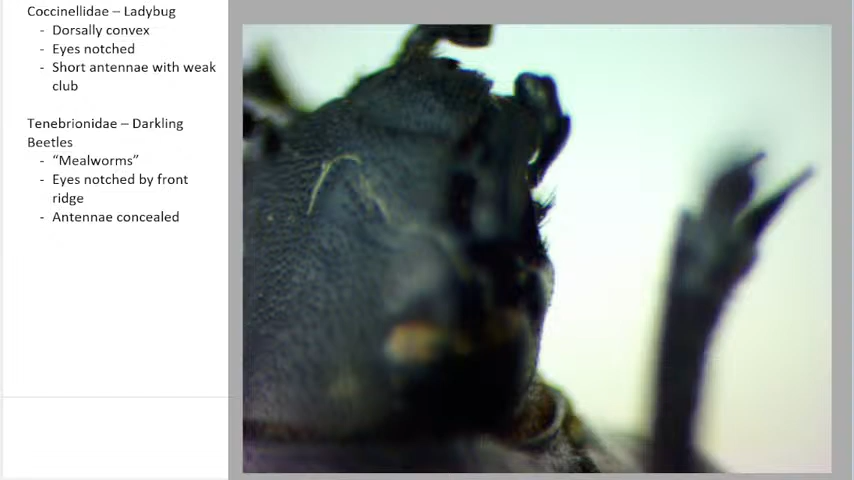 Coccinellidae – Ladybug
- Dorsally convex
- Eyes notched
- Short antennae with weak
club
Tenebrionidae – Darkling
Beetles
- “Mealworms”
- Eyes notched by front
ridge
- Antennae concealed